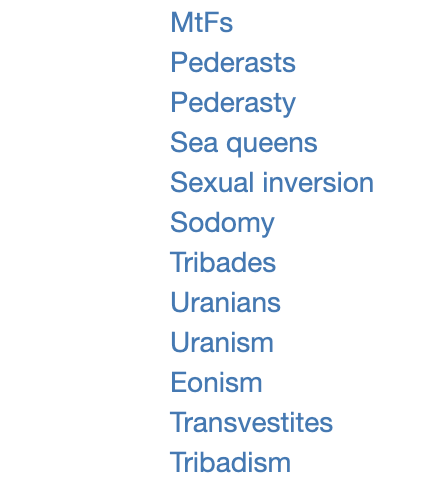 MtFs
Pederasts
Pederasty
Sea queens
Sexual inversion
Sodomy
Tribades
Uranians
Uranism
Eonism
Transvestites
Tribadism